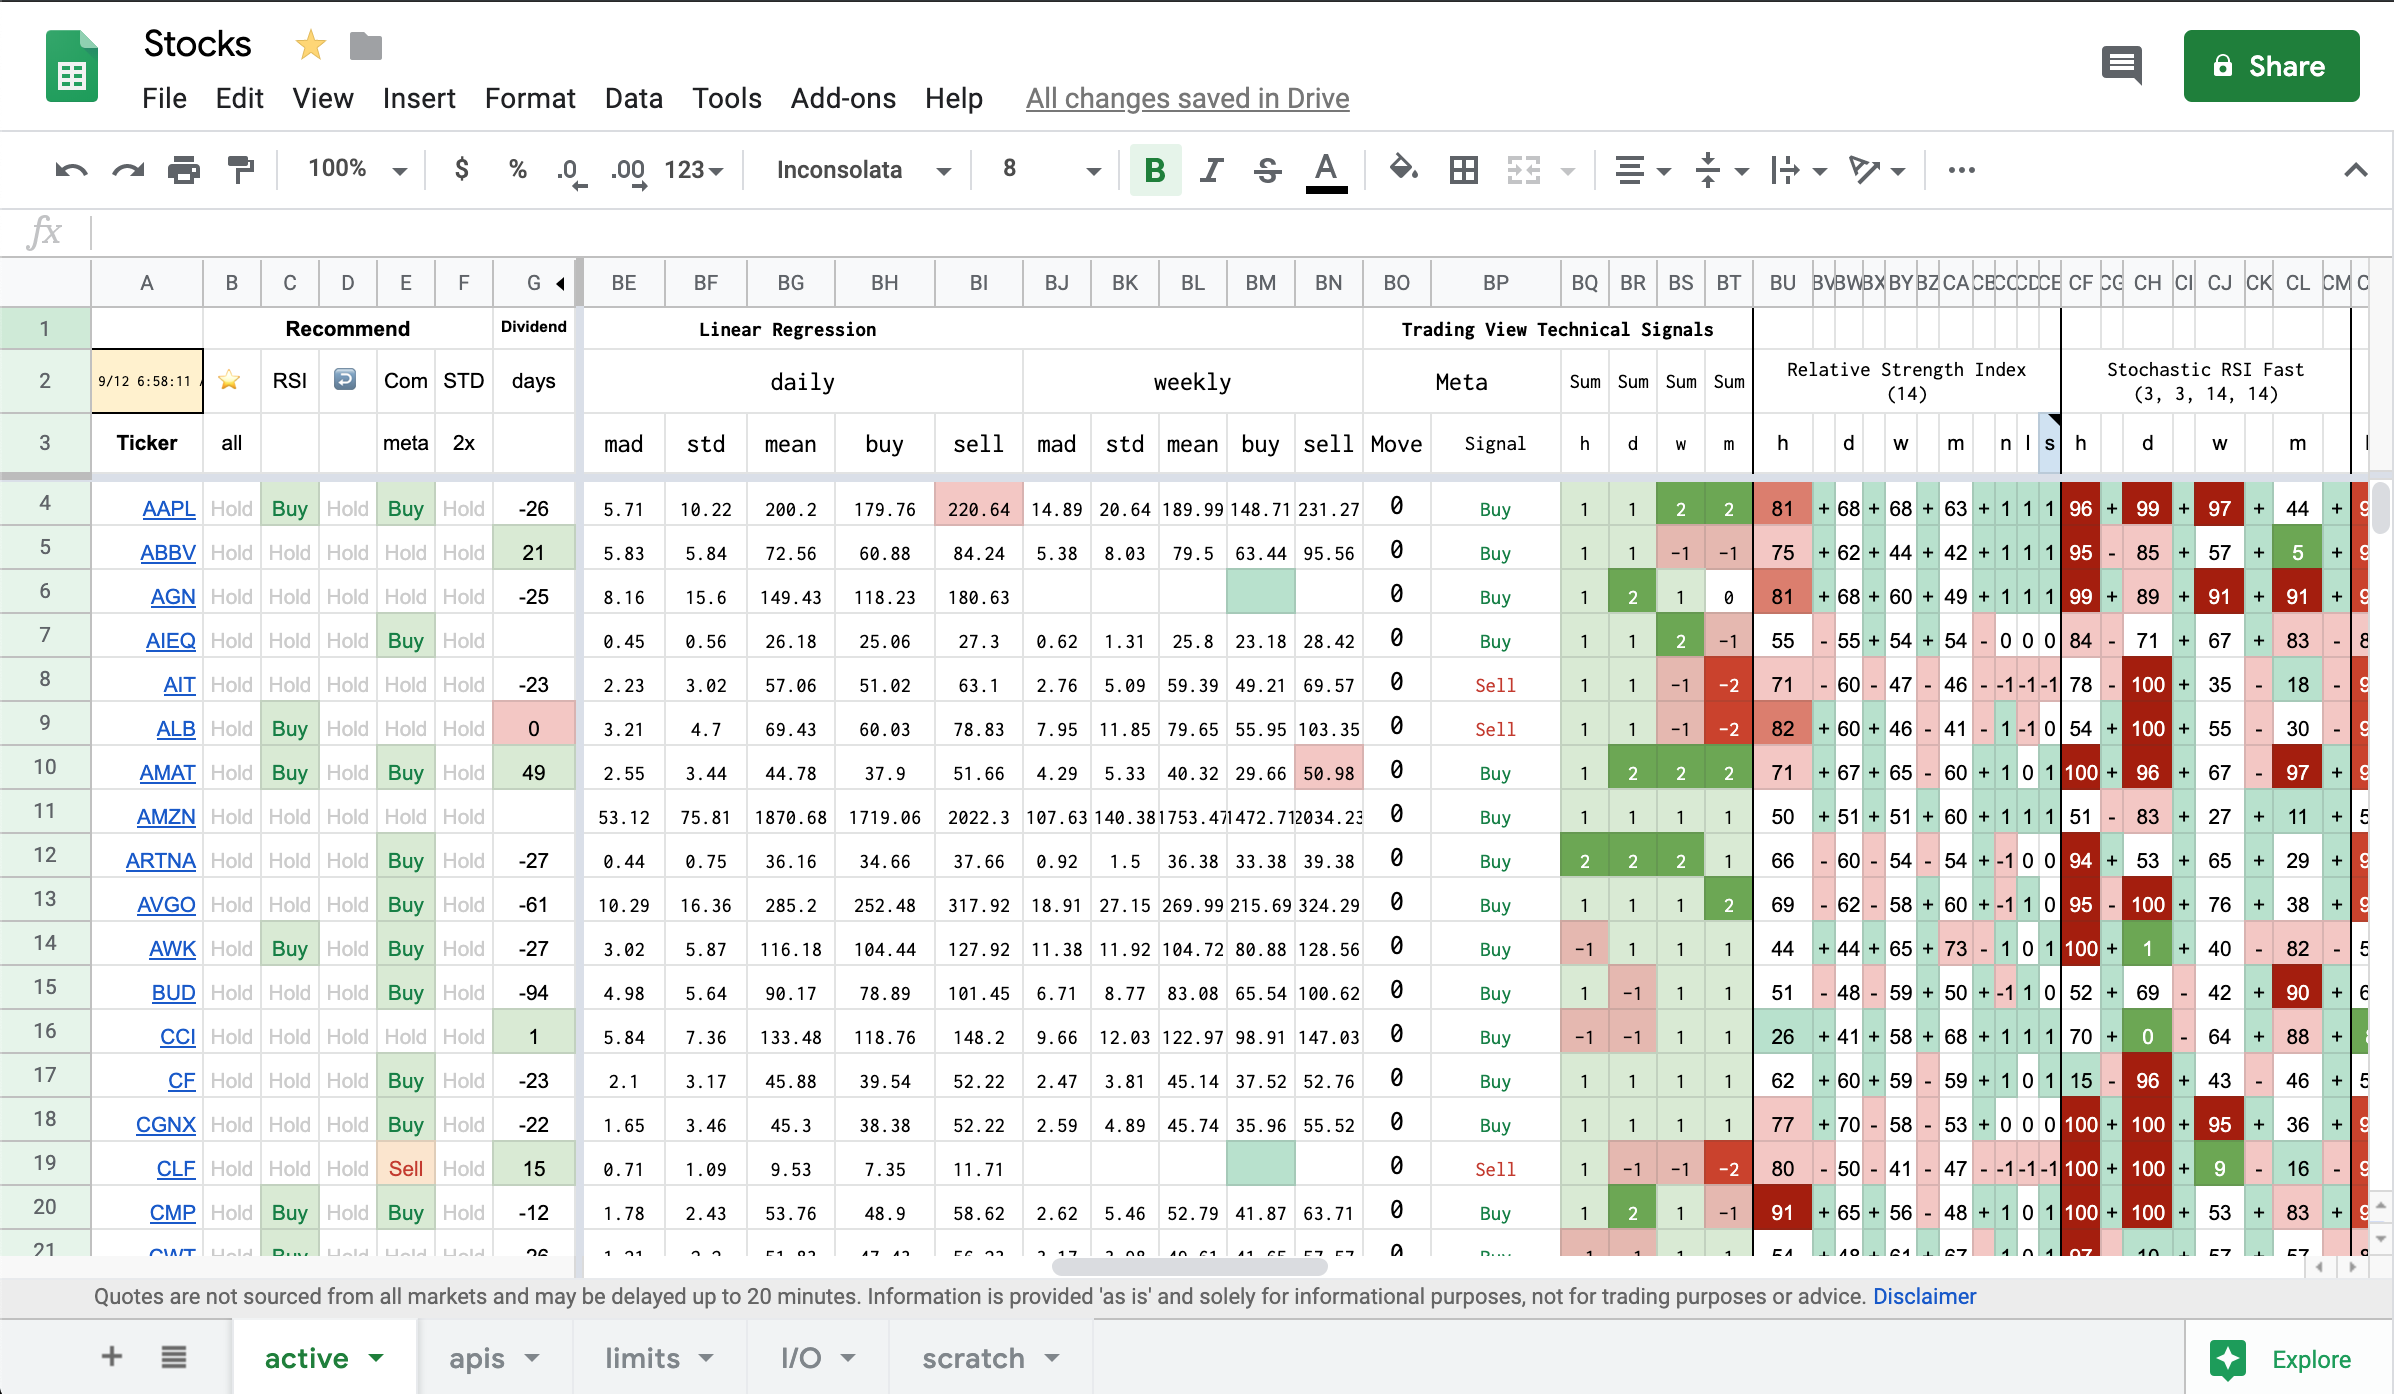 Stocks
File Edit View Insert Format Data Tools Add-ons Help All changes saved in Drive
Share
100% $ % .0 .00 123 Inconsolata 8 B I S A
fx
A B C D E F G BE BF BG BH BI BJ BK BL BM BN BO BP BQ BR BS BT BU BV BW BX BY BZ CA CB CC CD CE CF CG CH CI CJ CK CL CM
1 Recommend Dividend Linear Regression Trading View Technical Signals
2 9/12 6:58:11 RSI Com STD days daily weekly Meta Sum Sum Sum Sum Relative Strength Index (14) Stochastic RSI Fast (3, 3, 14, 14)
3 Ticker all meta 2x mad std mean buy sell mad std mean buy sell Move Signal h d w m h d w m n l s h d w m
4 AAPL Hold Buy Hold Buy Hold -26 5.71 10.22 200.2 179.76 220.64 14.89 20.64 189.99 148.71 231.27 0 Buy 1 1 2 2 81 + 68 + 68 + 63 + 1 1 1 96 + 99 + 97 + 44 + 9
5 ABBV Hold Hold Hold Hold Hold 21 5.83 5.84 72.56 60.88 84.24 5.38 8.03 79.5 63.44 95.56 0 Buy 1 1 -1 -1 75 + 62 + 44 + 42 + 1 1 1 95 - 85 + 57 + 5 + 9
6 AGN Hold Hold Hold Hold Hold -25 8.16 15.6 149.43 118.23 180.63 0 Buy 1 2 1 0 81 + 68 + 60 + 49 + 1 1 1 99 + 89 + 91 + 91 + 9
7 AIEQ Hold Hold Hold Buy Hold 0.45 0.56 26.18 25.06 27.3 0.62 1.31 25.8 23.18 28.42 0 Buy 1 1 2 -1 55 - 55 + 54 + 54 - 0 0 0 84 - 71 + 67 + 83 - 8
8 AIT Hold Hold Hold Hold Hold -23 2.23 3.02 57.06 51.02 63.1 2.76 5.09 59.39 49.21 69.57 0 Sell 1 1 -1 -2 71 - 60 - 47 - 46 - -1 -1 -1 78 - 100 + 35 - 18 - 9
9 ALB Hold Buy Hold Hold Hold 0 3.21 4.7 69.43 60.03 78.83 7.95 11.85 79.65 55.95 103.35 0 Sell 1 1 -1 -2 82 + 60 + 46 - 41 - 1 -1 0 54 + 100 + 55 - 30 - 9
10 AMAT Hold Buy Hold Buy Hold 49 2.55 3.44 44.78 37.9 51.66 4.29 5.33 40.32 29.66 50.98 0 Buy 1 2 2 2 71 + 67 + 65 - 60 + 1 0 1 100 + 96 + 67 - 97 + 9
11 AMZN Hold Hold Hold Hold Hold 53.12 75.81 1870.68 1719.06 2022.3 107.63 140.38 1753.47 1472.71 2034.23 0 Buy 1 1 1 1 50 + 51 + 51 + 60 + 1 1 1 51 - 83 + 27 + 11 + 5
12 ARTNA Hold Hold Hold Buy Hold -27 0.44 0.75 36.16 34.66 37.66 0.92 1.5 36.38 33.38 39.38 0 Buy 2 2 2 1 66 - 60 - 54 - 54 + -1 0 0 94 + 53 + 65 + 29 + 9
13 AVGO Hold Hold Hold Buy Hold -61 10.29 16.36 285.2 252.48 317.92 18.91 27.15 269.99 215.69 324.29 0 Buy 1 1 1 2 69 - 62 - 58 + 60 + -1 1 0 95 - 100 + 76 + 38 + 9
14 AWK Hold Buy Hold Buy Hold -27 3.02 5.87 116.18 104.44 127.92 11.38 11.92 104.72 80.88 128.56 0 Buy -1 1 1 1 44 + 44 + 65 + 73 - 1 0 1 100 + 1 + 40 - 82 - 5
15 BUD Hold Hold Hold Buy Hold -94 4.98 5.64 90.17 78.89 101.45 6.71 8.77 83.08 65.54 100.62 0 Buy 1 -1 1 1 51 - 48 - 59 + 50 + -1 1 0 52 + 69 - 42 + 90 + 6
16 CCI Hold Hold Hold Hold Hold 1 5.84 7.36 133.48 118.76 148.2 9.66 12.03 122.97 98.91 147.03 0 Buy -1 -1 1 1 26 + 41 + 58 + 68 + 1 1 1 70 + 0 - 64 + 88 +
17 CF Hold Hold Hold Buy Hold -23 2.1 3.17 45.88 39.54 52.22 2.47 3.81 45.14 37.52 52.76 0 Buy 1 1 1 1 62 + 60 + 59 - 59 + 1 0 1 15 - 96 + 43 - 46 + 5
18 CGNX Hold Hold Hold Buy Hold -22 1.65 3.46 45.3 38.38 52.22 2.59 4.89 45.74 35.96 55.52 0 Buy 1 1 1 1 77 + 70 - 58 - 53 + 0 0 0 100 + 100 + 95 + 36 + 9
19 CLF Hold Hold Hold Sell Hold 15 0.71 1.09 9.53 7.35 11.71 0 Sell 1 -1 -1 -2 80 - 50 - 41 - 47 - -1 -1 -1 100 + 100 + 9 - 16 - 9
20 CMP Hold Buy Hold Buy Hold -12 1.78 2.43 53.76 48.9 58.62 2.62 5.46 52.79 41.87 63.71 0 Buy 1 2 1 -1 91 + 65 + 56 - 48 + 1 0 1 100 + 100 + 53 + 83 + 9
21 CWT Hold Buy Hold Hold Hold
Quotes are not sourced from all markets and may be delayed up to 20 minutes. Information is provided 'as is' and solely for informational purposes, not for trading purposes or advice. Disclaimer
+ active apis limits I/O scratch Explore